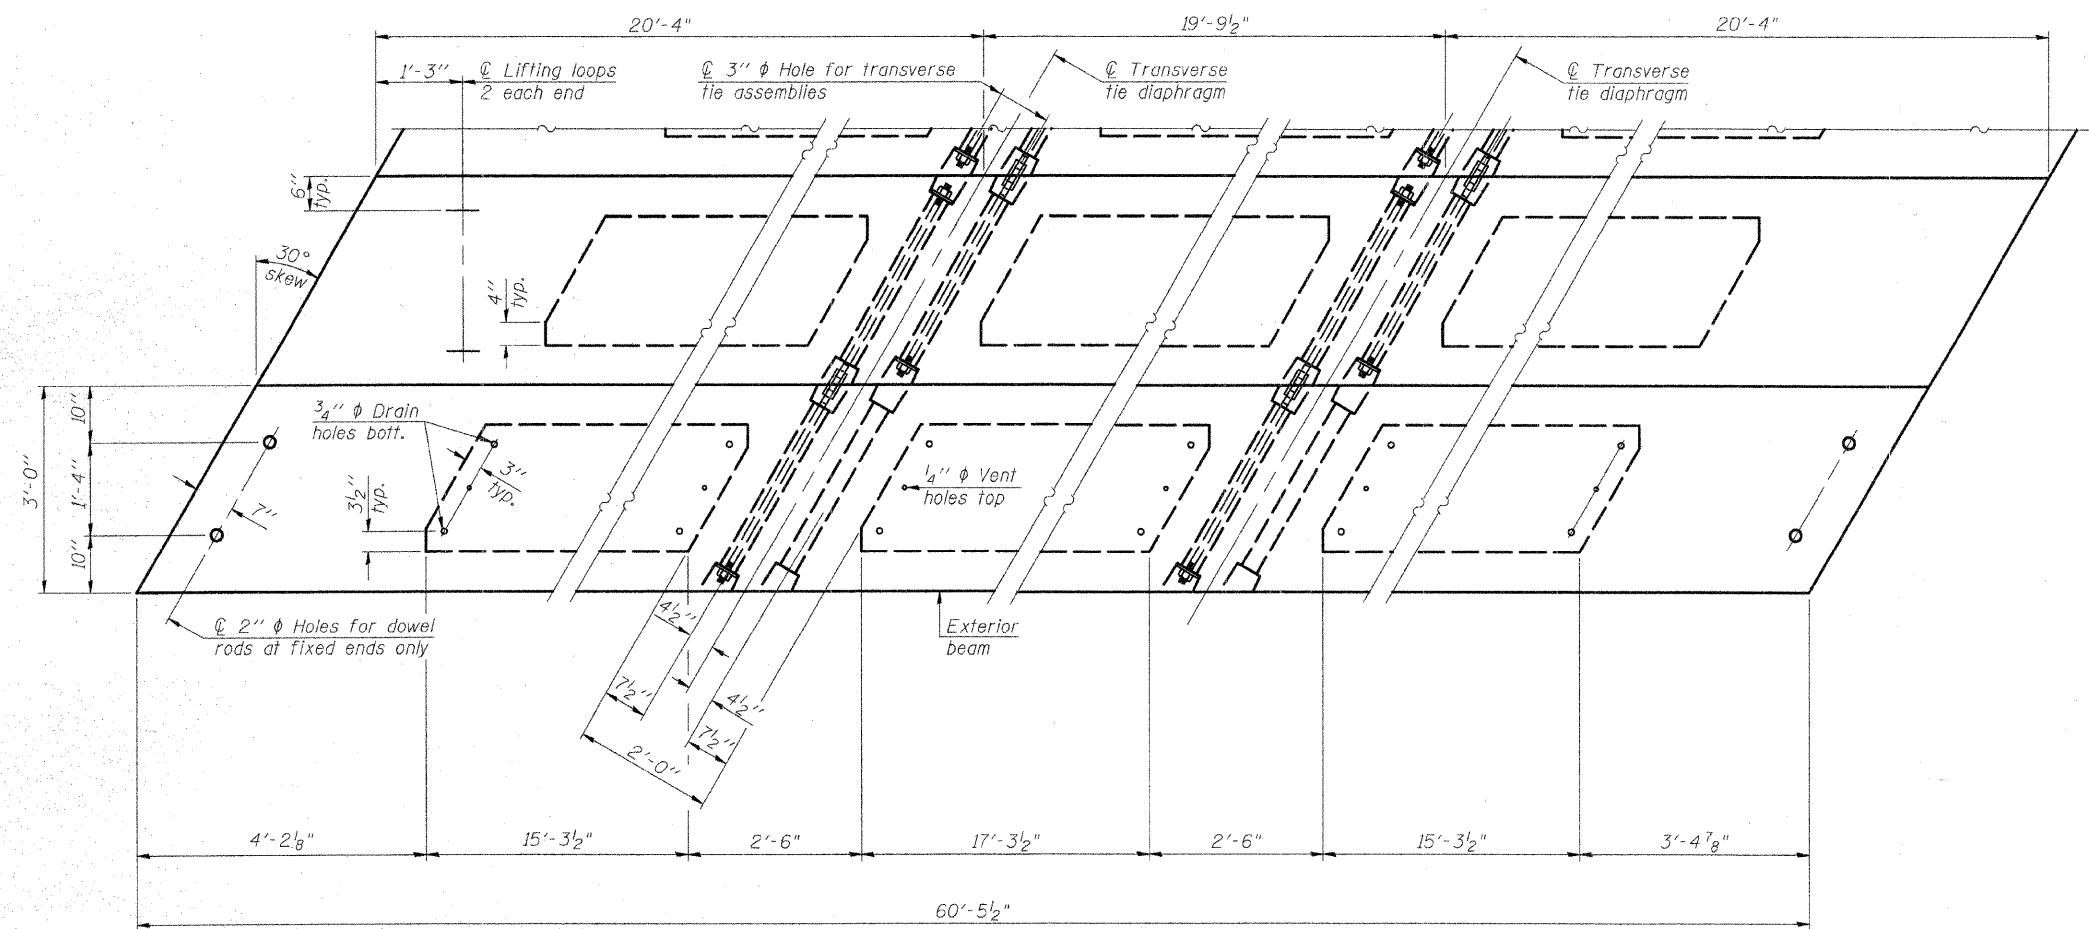 20'-4"
19'-9½"
20'-4"
1'-3"
℄ Lifting loops
2 each end
℄ 3" ϕ Hole for transverse
tie assemblies
℄ Transverse
tie diaphragm
℄ Transverse
tie diaphragm
6"
typ.
30°
skew
4"
typ.
3'-0"
10"
1'-4"
10"
¾" ϕ Drain
holes bott.
3"
typ.
3½"
typ.
7"
¼" ϕ Vent
holes top
℄ 2" ϕ Holes for dowel
rods at fixed ends only
Exterior
beam
4½"
7½"
4½"
7½"
2'-0"
4'-2⅛"
15'-3½"
2'-6"
17'-3½"
2'-6"
15'-3½"
3'-4⅞"
60'-5½"